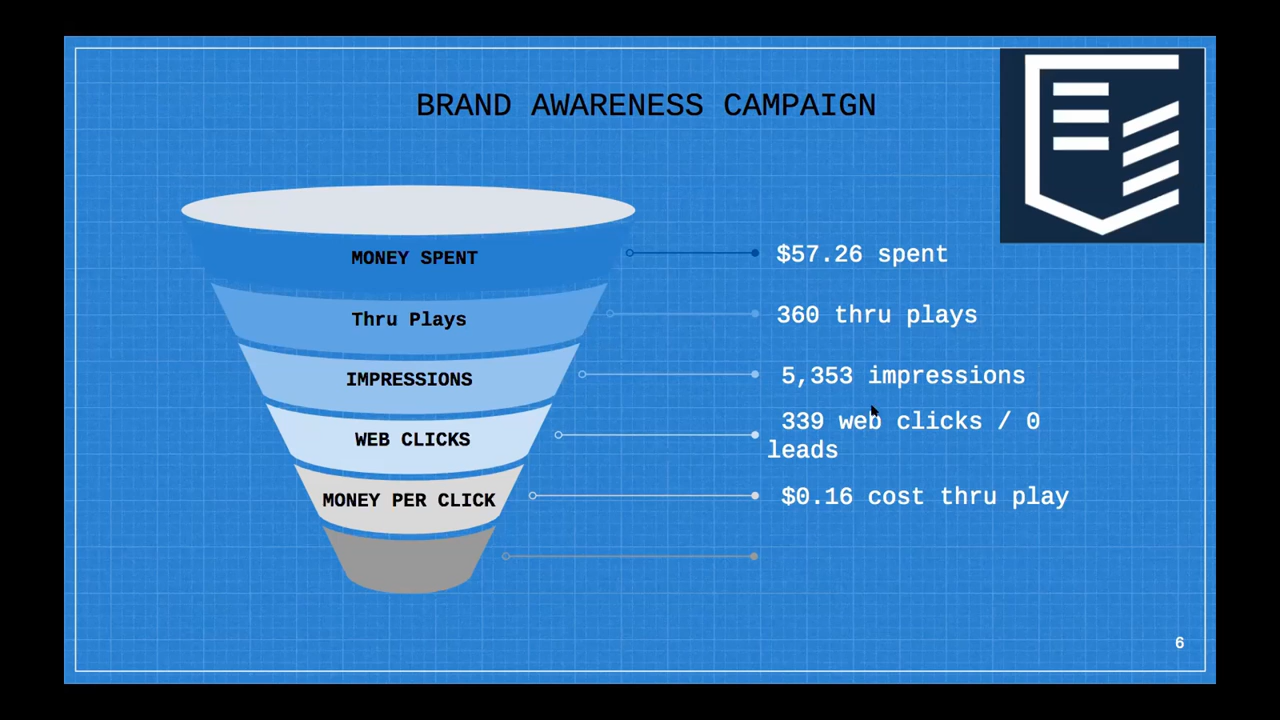 BRAND AWARENESS CAMPAIGN
MONEY SPENT
$57.26 spent
Thru Plays
360 thru plays
IMPRESSIONS
5,353 impressions
WEB CLICKS
339 web clicks / 0
leads
MONEY PER CLICK
$0.16 cost thru play
6